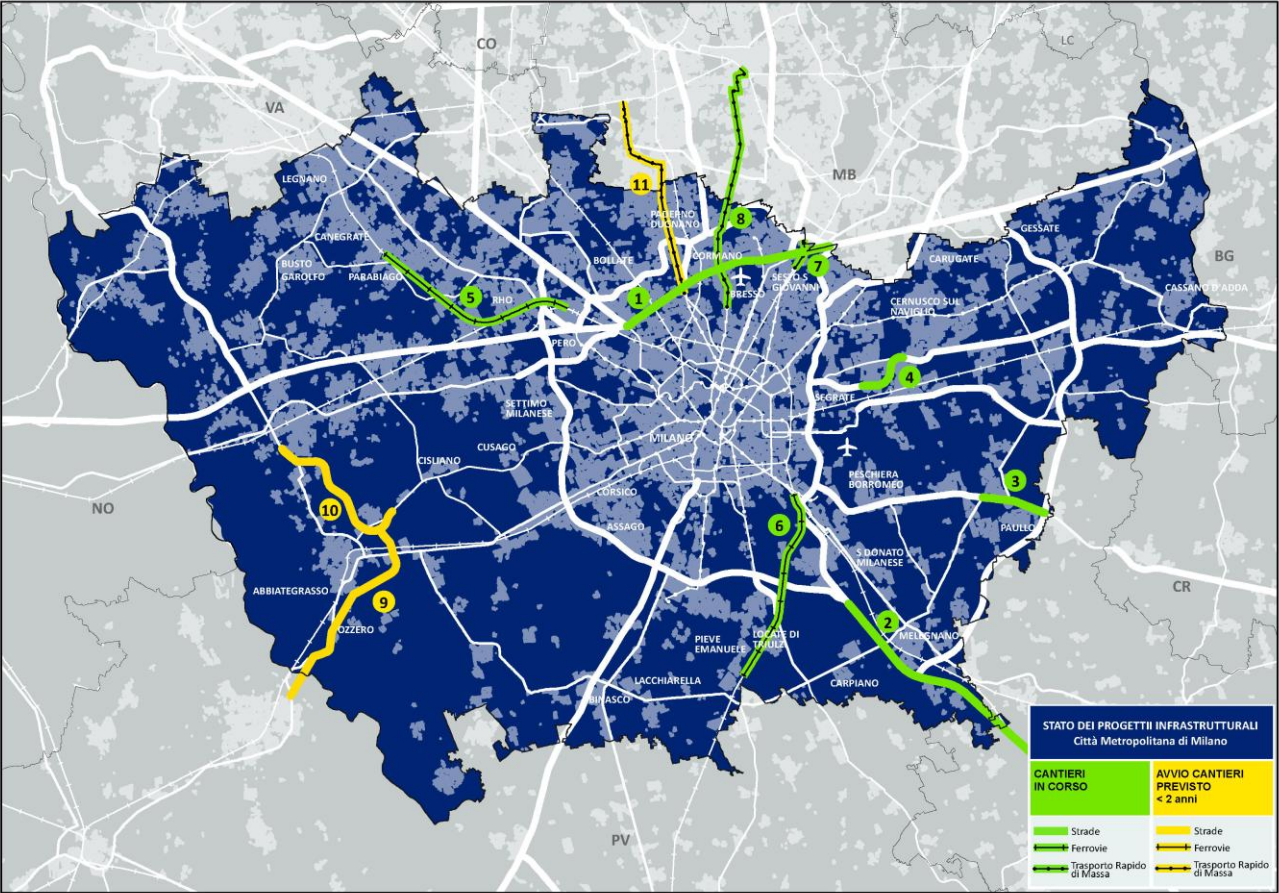 CO
LC
VA
MB
LEGNANO
11
PADERNO
DUGNANO
8
GESSATE
CANEGRATE
CORMANO
BUSTO
GAROLFO
PARABIAGO
BOLLATE
CARUGATE
BG
7
SESTO S.
GIOVANNI
5
RHO
1
BRESSO
CASSANO D'ADDA
CERNUSCO SUL
NAVIGLIO
PERO
4
SETTIMO
MILANESE
SEGRATE
MILANO
CUSAGO
CISLIANO
PESCHIERA
BORROMEO
3
NO
10
CORSICO
ASSAGO
6
PAULLO
S.DONATO
MILANESE
ABBIATEGRASSO
9
CR
OZZERO
2
MELEGNANO
PIEVE
EMANUELE
LOCATE DI
TRIULZI
LACCHIARELLA
CARPIANO
BINASCO
PV
STATO DEI PROGETTII INFRASTRUTTURALI
Città Metropolitana di Milano
CANTIERI
IN CORSO
AVVIO CANTIERI
PREVISTO
< 2 anni
Strade
Ferrovie
Trasporto Rapido
di Massa
Strade
Ferrovie
Trasporto Rapido
di Massa